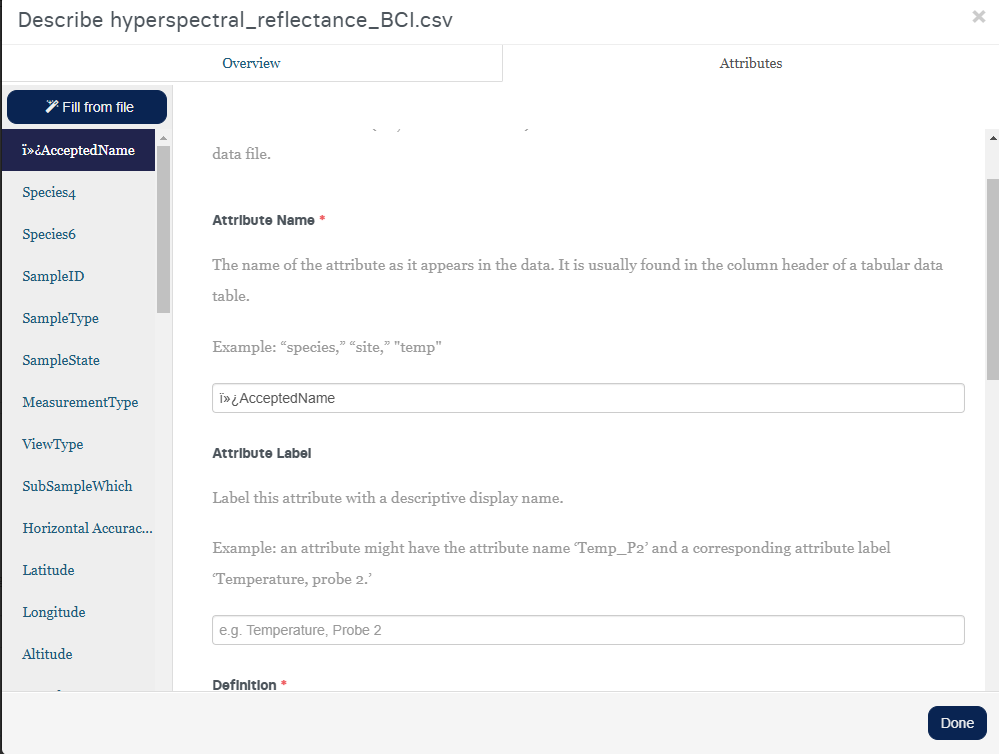 Describe hyperspectral_reflectance_BCI.csv
×
Overview
Attributes
Fill from file
ï»¿AcceptedName
Species4
Species6
SampleID
SampleType
SampleState
MeasurementType
ViewType
SubSampleWhich
Horizontal Accurac...
Latitude
Longitude
Altitude
data file.
Attribute Name *
The name of the attribute as it appears in the data. It is usually found in the column header of a tabular data
table.
Example: “species,” “site,” "temp"
ï»¿AcceptedName
Attribute Label
Label this attribute with a descriptive display name.
Example: an attribute might have the attribute name ‘Temp_P2’ and a corresponding attribute label
‘Temperature, probe 2.’
e.g. Temperature, Probe 2
Definition *
Done